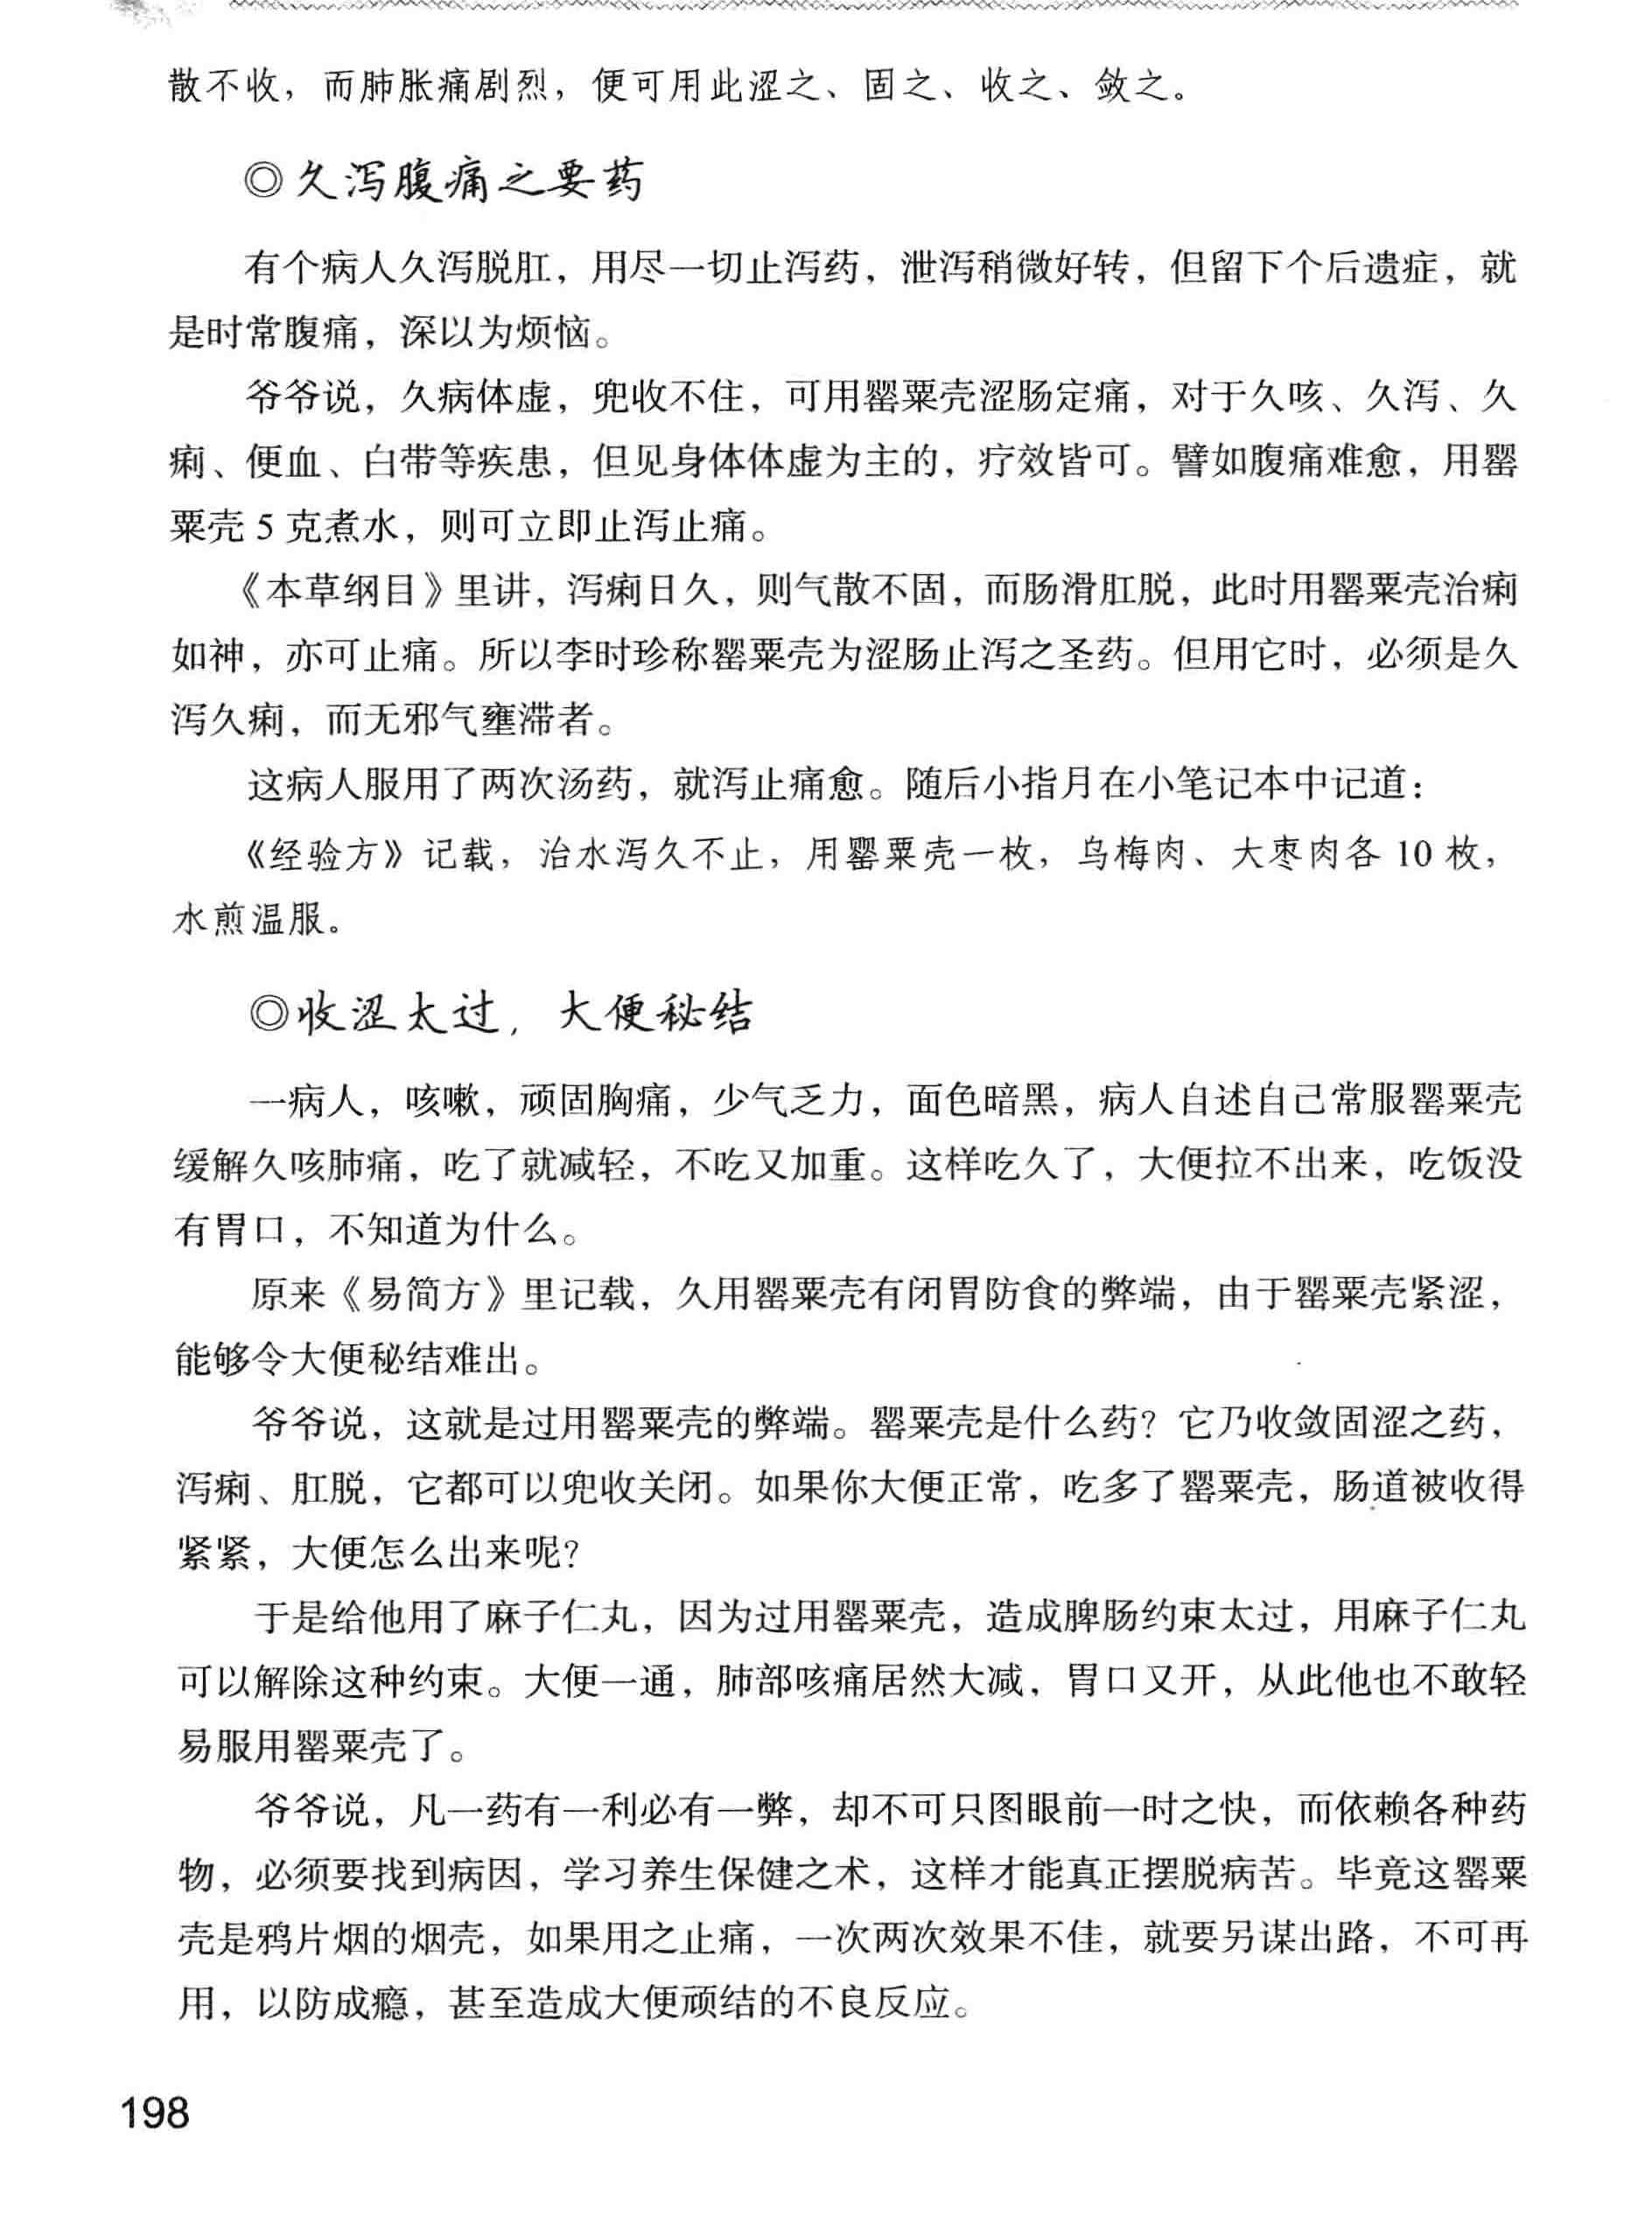 散不收，而肺胀痛剧烈，便可用此涩之、固之、收之、敛之。
◎久泻腹痛之要药
有个病人久泻脱肛，用尽一切止泻药，泄泻稍微好转，但留下个后遗症，就
是时常腹痛，深以为烦恼。
爷爷说，久病体虚，兜收不住，可用罂粟壳涩肠定痛，对于久咳、久泻、久
痢、便血、白带等疾患，但见身体体虚为主的，疗效皆可。譬如腹痛难愈，用罂
粟壳 5 克煮水，则可立即止泻止痛。
《本草纲目》里讲，泻痢日久，则气散不固，而肠滑肛脱，此时用罂粟壳治痢
如神，亦可止痛。所以李时珍称罂粟壳为涩肠止泻之圣药。但用它时，必须是久
泻久痢，而无邪气壅滞者。
这病人服用了两次汤药，就泻止痛愈。随后小指月在小笔记本中记道：
《经验方》记载，治水泻久不止，用罂粟壳一枚，乌梅肉、大枣肉各 10 枚，
水煎温服。
◎收涩太过，大便秘结
一病人，咳嗽，顽固胸痛，少气乏力，面色暗黑，病人自述自己常服罂粟壳
缓解久咳肺痛，吃了就减轻，不吃又加重。这样吃久了，大便拉不出来，吃饭没
有胃口，不知道为什么。
原来《易简方》里记载，久用罂粟壳有闭胃防食的弊端，由于罂粟壳紧涩，
能够令大便秘结难出。
爷爷说，这就是过用罂粟壳的弊端。罂粟壳是什么药？它乃收敛固涩之药，
泻痢、肛脱，它都可以兜收关闭。如果你大便正常，吃多了罂粟壳，肠道被收得
紧紧，大便怎么出来呢？
于是给他用了麻子仁丸，因为过用罂粟壳，造成脾肠约束太过，用麻子仁丸
可以解除这种约束。大便一通，肺部咳痛居然大减，胃口又开，从此他也不敢轻
易服用罂粟壳了。
爷爷说，凡一药有一利必有一弊，却不可只图眼前一时之快，而依赖各种药
物，必须要找到病因，学习养生保健之术，这样才能真正摆脱病苦。毕竟这罂粟
壳是鸦片烟的烟壳，如果用之止痛，一次两次效果不佳，就要另谋出路，不可再
用，以防成瘾，甚至造成大便顽结的不良反应。
198